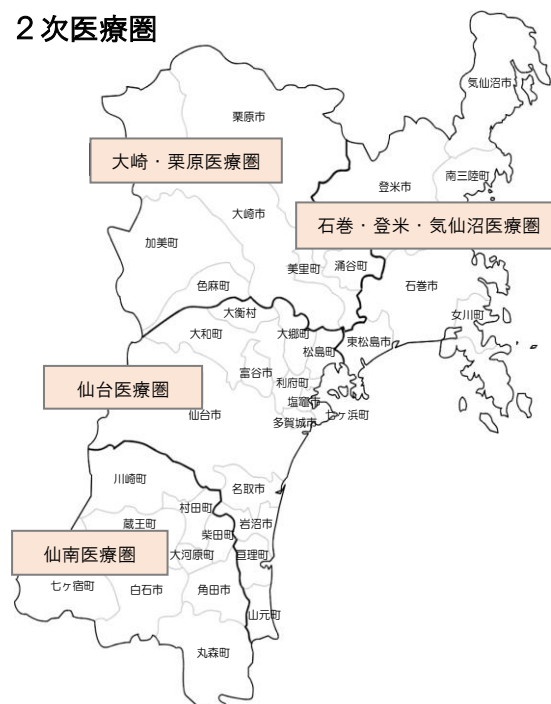 2次医療圏
気仙沼市
栗原市
大崎・栗原医療圏
南三陸町
登米市
大崎市
石巻・登米・気仙沼医療圏
加美町
美里町
涌谷町
石巻市
色麻町
大衡村
女川町
大和町
大郷町
松島町
東松島市
富谷市
利府町
仙台医療圏
塩竈市
仙台市
七ヶ浜町
多賀城市
川崎町
名取市
村田町
蔵王町
岩沼市
柴田町
仙南医療圏
大河原町
亘理町
七ヶ宿町
白石市
角田市
山元町
丸森町